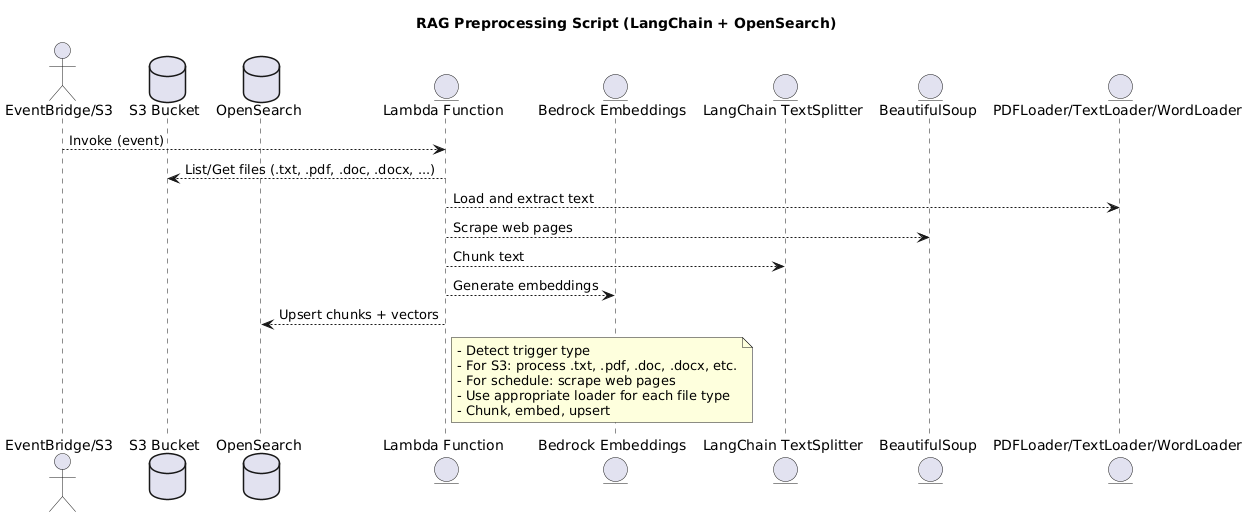 RAG Preprocessing Script (LangChain + OpenSearch)
EventBridge/S3 S3 Bucket OpenSearch Lambda Function Bedrock Embeddings LangChain TextSplitter BeautifulSoup PDFLoader/TextLoader/WordLoader
Invoke (event)
List/Get files (.txt, .pdf, .doc, .docx, ...)
Load and extract text
Scrape web pages
Chunk text
Generate embeddings
Upsert chunks + vectors
- Detect trigger type
- For S3: process .txt, .pdf, .doc, .docx, etc.
- For schedule: scrape web pages
- Use appropriate loader for each file type
- Chunk, embed, upsert
EventBridge/S3 S3 Bucket OpenSearch Lambda Function Bedrock Embeddings LangChain TextSplitter BeautifulSoup PDFLoader/TextLoader/WordLoader